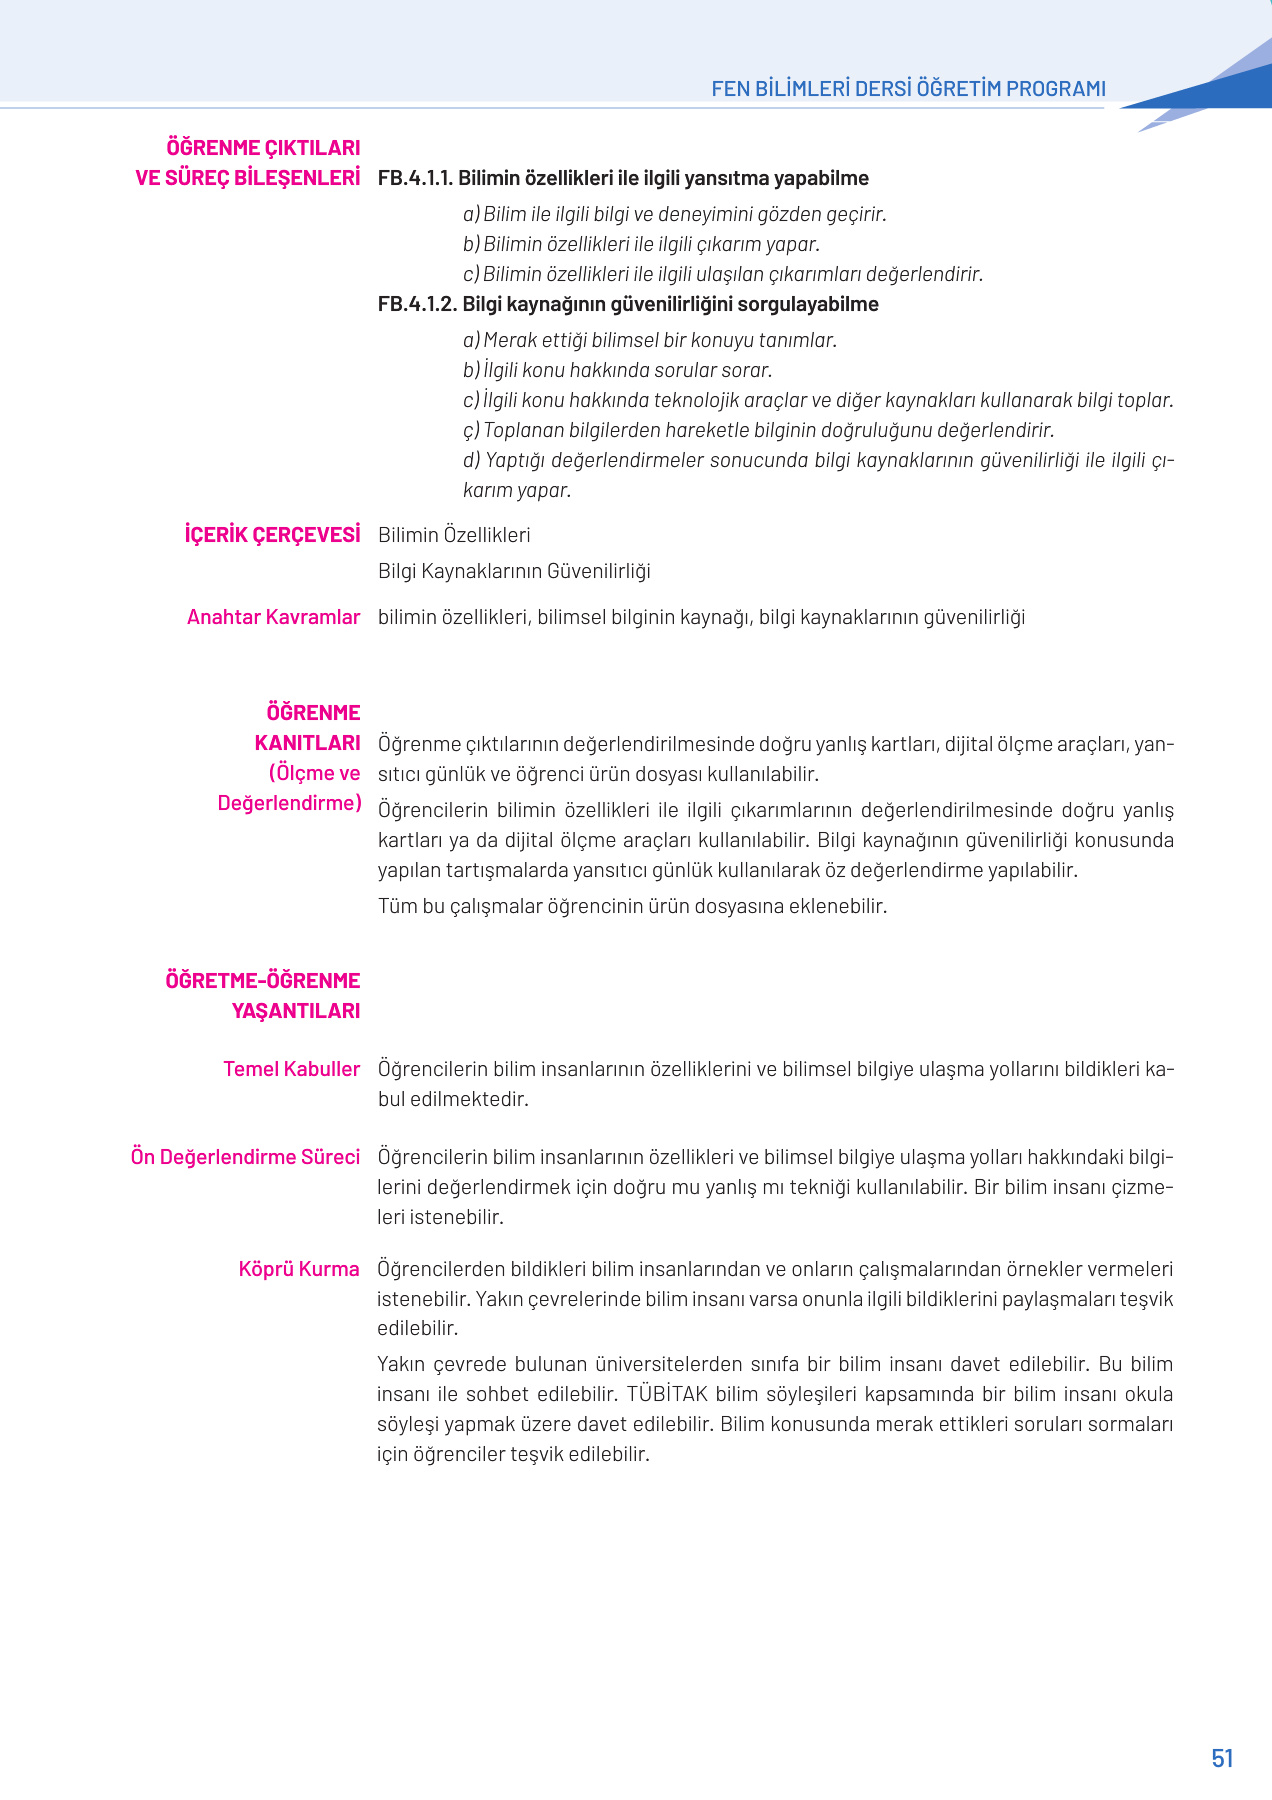 FEN BİLİMLERİ DERSİ ÖĞRETİM PROGRAMI
ÖĞRENME ÇIKTILARI
VE SÜREÇ BİLEŞENLERİ
FB.4.1.1. Bilimin özellikleri ile ilgili yansıtma yapabilme
a) Bilim ile ilgili bilgi ve deneyimini gözden geçirir.
b) Bilimin özellikleri ile ilgili çıkarım yapar.
c) Bilimin özellikleri ile ilgili ulaşılan çıkarımları değerlendirir.
FB.4.1.2. Bilgi kaynağının güvenilirliğini sorgulayabilme
a) Merak ettiği bilimsel bir konuyu tanımlar.
b) İlgili konu hakkında sorular sorar.
c) İlgili konu hakkında teknolojik araçlar ve diğer kaynakları kullanarak bilgi toplar.
ç) Toplanan bilgilerden hareketle bilginin doğruluğunu değerlendirir.
d) Yaptığı değerlendirmeler sonucunda bilgi kaynaklarının güvenilirliği ile ilgili çı-
karım yapar.
İÇERİK ÇERÇEVESİ
Bilimin Özellikleri
Bilgi Kaynaklarının Güvenilirliği
Anahtar Kavramlar
bilimin özellikleri, bilimsel bilginin kaynağı, bilgi kaynaklarının güvenilirliği
ÖĞRENME
KANITLARI
(Ölçme ve
Değerlendirme)
Öğrenme çıktılarının değerlendirilmesinde doğru yanlış kartları, dijital ölçme araçları, yan-
sıtıcı günlük ve öğrenci ürün dosyası kullanılabilir.
Öğrencilerin bilimin özellikleri ile ilgili çıkarımlarının değerlendirilmesinde doğru yanlış
kartları ya da dijital ölçme araçları kullanılabilir. Bilgi kaynağının güvenilirliği konusunda
yapılan tartışmalarda yansıtıcı günlük kullanılarak öz değerlendirme yapılabilir.
Tüm bu çalışmalar öğrencinin ürün dosyasına eklenebilir.
ÖĞRETME-ÖĞRENME
YAŞANTILARI
Temel Kabuller
Öğrencilerin bilim insanlarının özelliklerini ve bilimsel bilgiye ulaşma yollarını bildikleri ka-
bul edilmektedir.
Ön Değerlendirme Süreci
Öğrencilerin bilim insanlarının özellikleri ve bilimsel bilgiye ulaşma yolları hakkındaki bilgi-
lerini değerlendirmek için doğru mu yanlış mı tekniği kullanılabilir. Bir bilim insanı çizme-
leri istenebilir.
Köprü Kurma
Öğrencilerden bildikleri bilim insanlarından ve onların çalışmalarından örnekler vermeleri
istenebilir. Yakın çevrelerinde bilim insanı varsa onunla ilgili bildiklerini paylaşmaları teşvik
edilebilir.
Yakın çevrede bulunan üniversitelerden sınıfa bir bilim insanı davet edilebilir. Bu bilim
insanı ile sohbet edilebilir. TÜBİTAK bilim söyleşileri kapsamında bir bilim insanı okula
söyleşi yapmak üzere davet edilebilir. Bilim konusunda merak ettikleri soruları sormaları
için öğrenciler teşvik edilebilir.
51